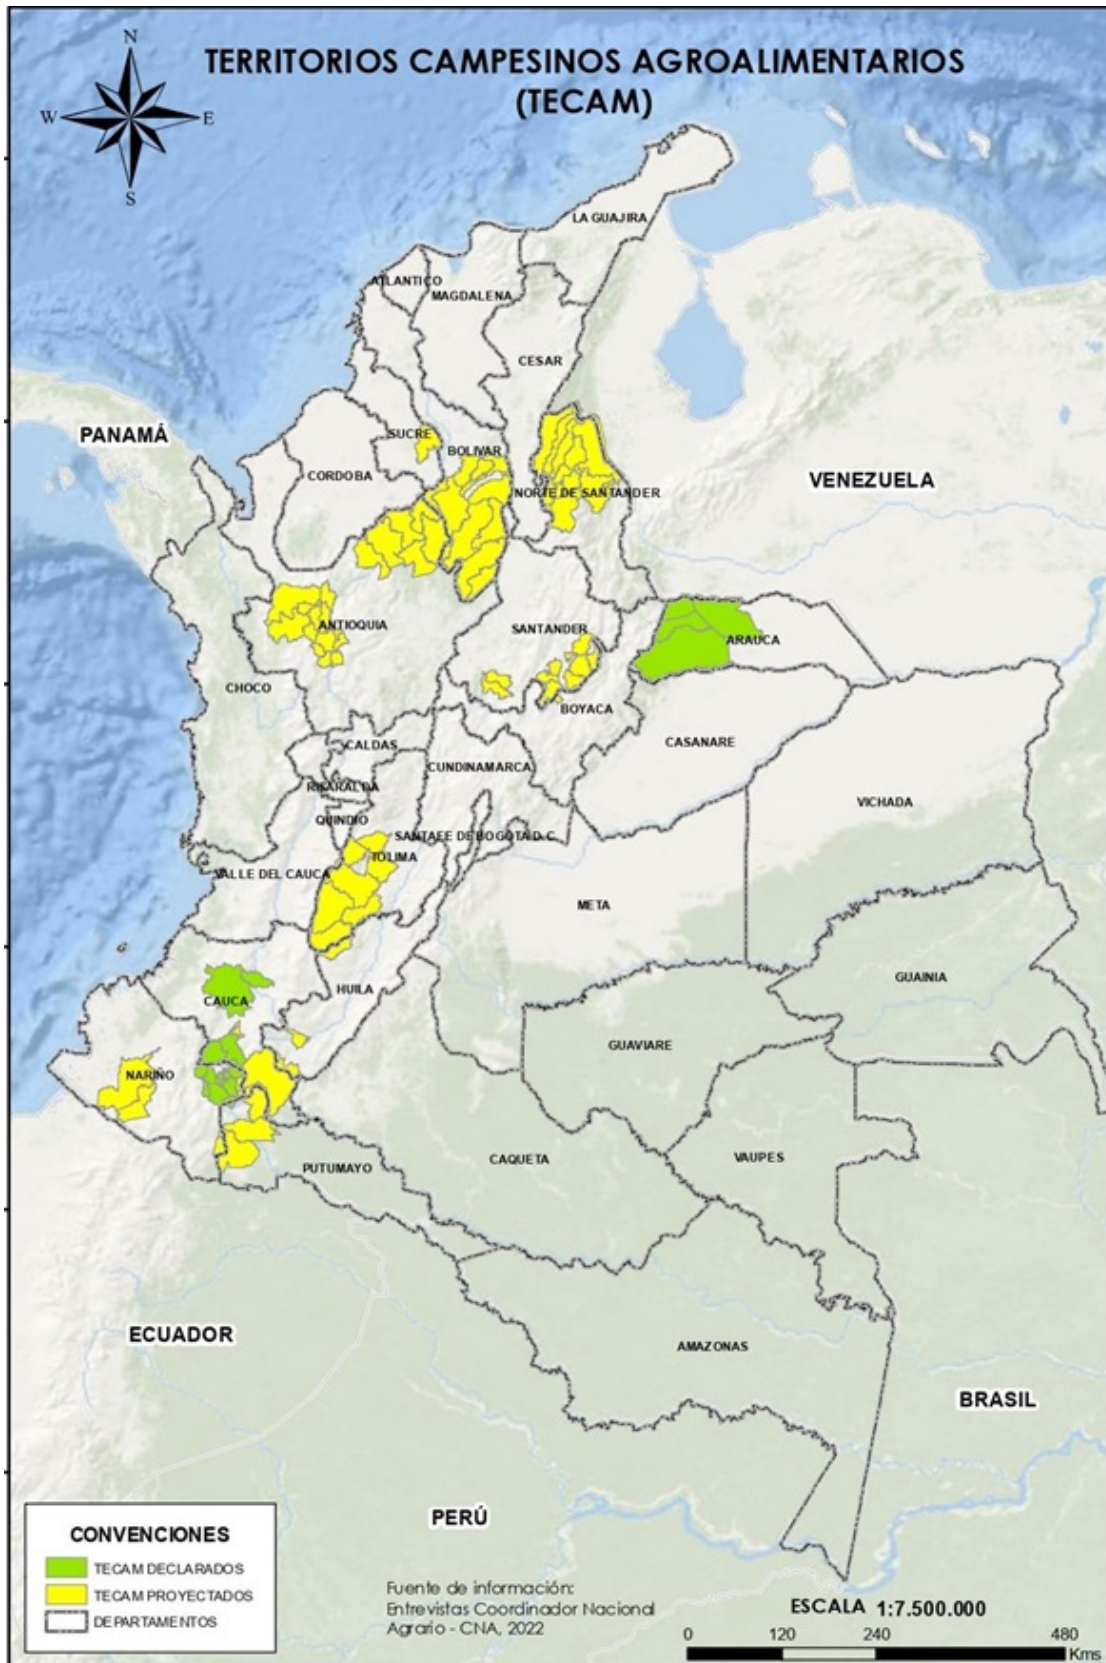 TERRITORIOS CAMPESINOS AGROALIMENTARIOS
(TECAM)
N
W
E
S
LA GUAJIRA
ATLANTICO
MAGDALENA
CESAR
PANAMÁ
SUCRE
BOLIVAR
CORDOBA
VENEZUELA
NORTE DE SANTANDER
ANTIOQUIA
SANTANDER
ARAUCA
CHOCO
BOYACA
CALDAS
CASANARE
CUNDINAMARCA
RISARALDA
VICHADA
QUINDIO
SANTAFE DE BOGOTA D.C.
TOLIMA
VALLE DEL CAUCA
META
HUILA
GUAINIA
CAUCA
GUAVIARE
NARIÑO
PUTUMAYO
CAQUETA
VAUPES
ECUADOR
AMAZONAS
BRASIL
PERÚ
CONVENCIONES
TECAM DECLARADOS
TECAM PROYECTADOS
DEPARTAMENTOS
Fuente de información:
Entrevistas Coordinador Nacional
Agrario - CNA, 2022
ESCALA 1:7.500.000
0 120 240 480
Kms